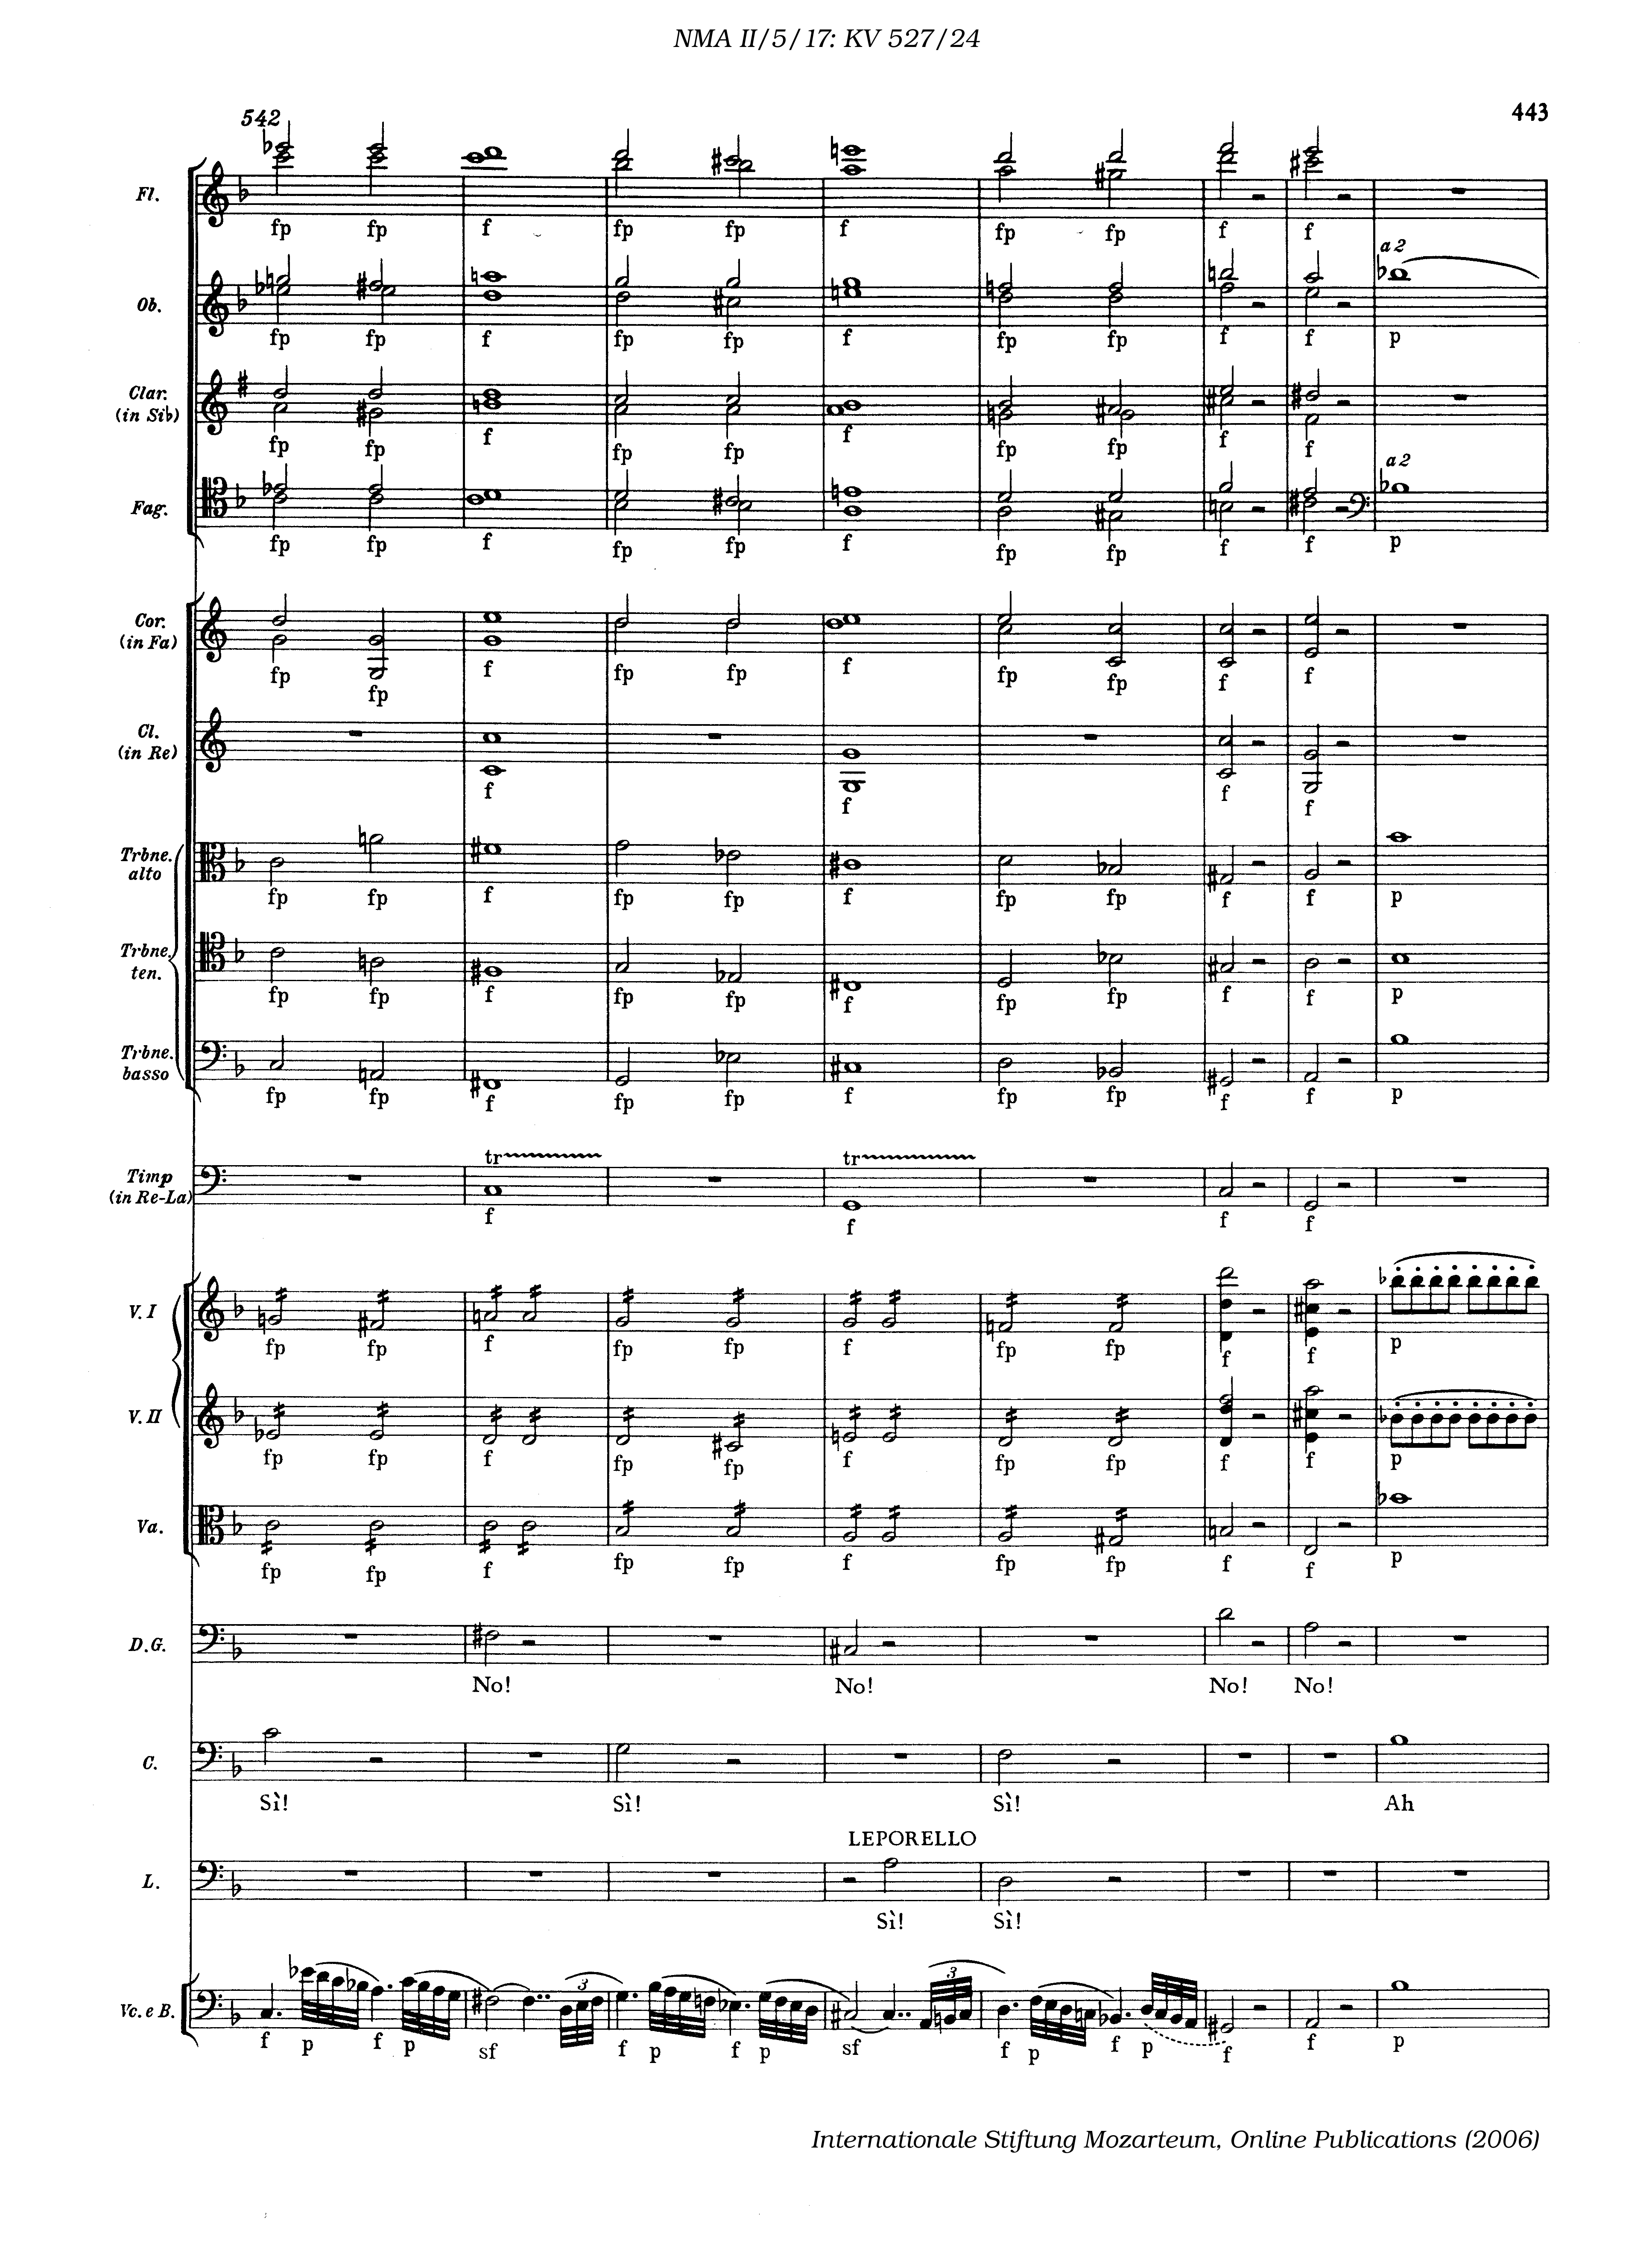 NMA II/5/17: KV 527/24
542
443
Fl.
fp fp f fp fp f fp fp f f
a 2
Ob.
fp fp f fp fp f fp fp f f p
Clar.
(in Sib)
fp fp f fp fp f fp fp f f
a 2
Fag.
fp fp f fp fp f fp fp f f p
Cor.
(in Fa)
fp fp f fp fp f fp fp f f
Cl.
(in Re)
f f f f
Trbne.
alto
fp fp f fp fp f fp fp f f p
Trbne.
ten.
fp fp f fp fp f fp fp f f p
Trbne.
basso
fp fp f fp fp f fp fp f f p
tr tr
Timp
(in Re-La)
f f f f
V. I
fp fp f fp fp f fp fp f f p
V. II
fp fp f fp fp f fp fp f f p
Va.
fp fp f fp fp f fp fp f f p
D.G.
No! No! No! No!
C.
Sì! Sì! Sì! Ah
LEPORELLO
L.
Sì! Sì!
3 3
Vc. e B.
f p f p sf f p f p sf f p f p f f p
Internationale Stiftung Mozarteum, Online Publications (2006)